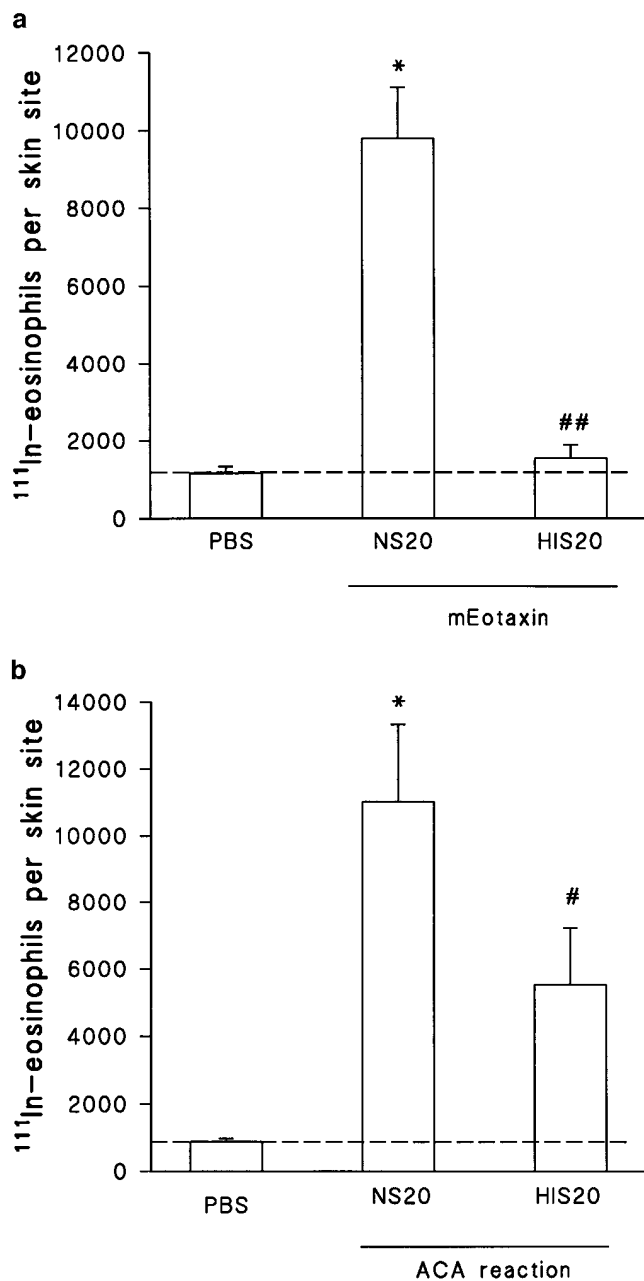 a
¹¹¹In-eosinophils per skin site
12000
10000
8000
6000
4000
2000
0
*
##
PBS
NS20
HIS20
mEotaxin
b
¹¹¹In-eosinophils per skin site
14000
12000
10000
8000
6000
4000
2000
0
*
#
PBS
NS20
HIS20
ACA reaction